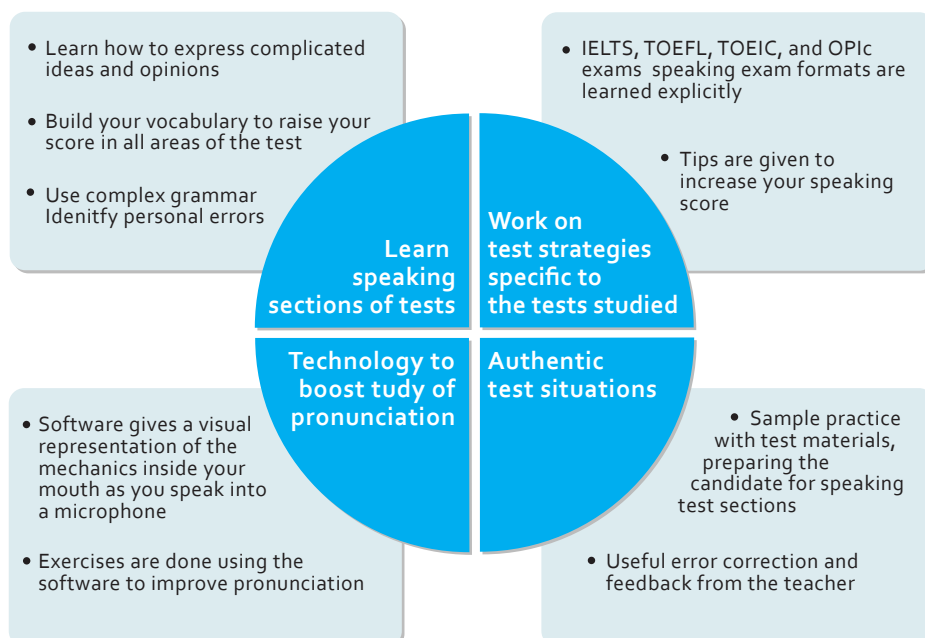 • Learn how to express complicated
ideas and opinions
• Build your vocabulary to raise your
score in all areas of the test
• Use complex grammar
Idenitfy personal errors
• IELTS, TOEFL, TOEIC, and OPIc
exams speaking exam formats are
learned explicitly
• Tips are given to
increase your speaking
score
Learn
speaking
sections of tests
Work on
test strategies
specific to
the tests studied
Technology to
boost tudy of
pronunciation
Authentic
test situations
• Software gives a visual
representation of the
mechanics inside your
mouth as you speak into
a microphone
• Exercises are done using the
software to improve pronunciation
• Sample practice
with test materials,
preparing the
candidate for speaking
test sections
• Useful error correction and
feedback from the teacher